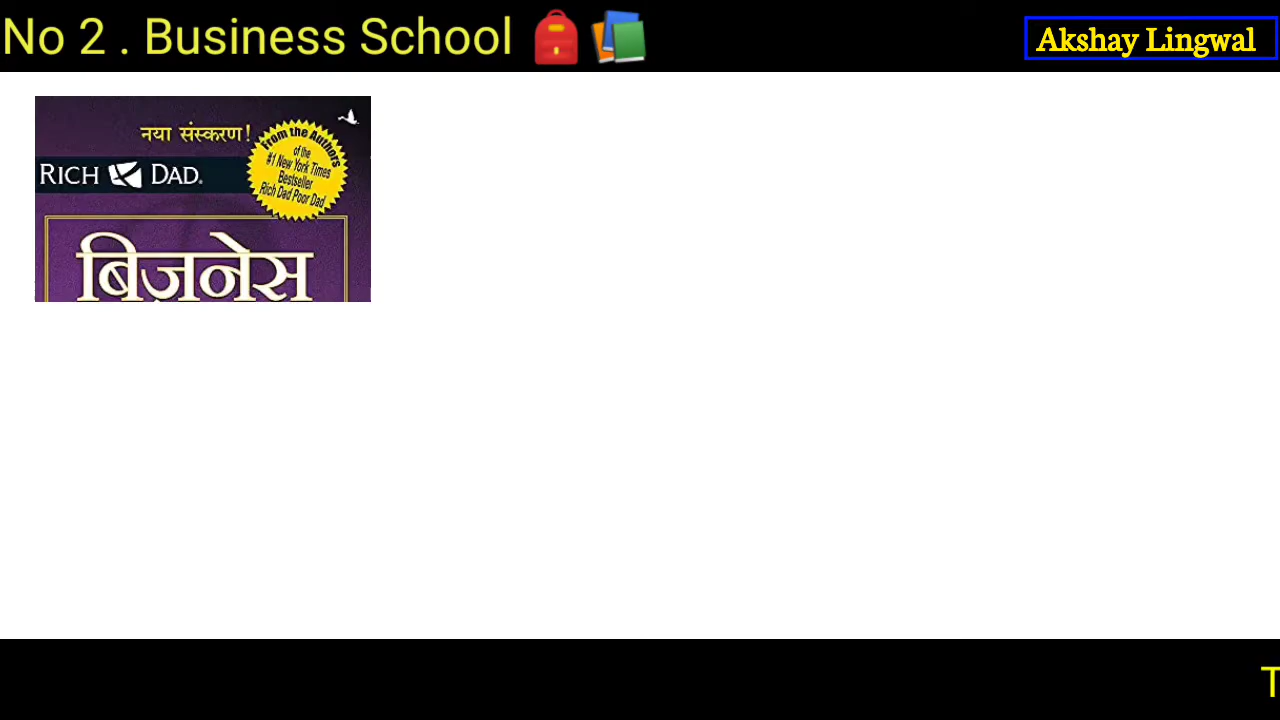 No 2 . Business School
Akshay Lingwal
नया संस्करण!
RICH DAD.
From the Authors
of the
#1 New York Times
Bestseller
Rich Dad Poor Dad
बिज़नेस
T